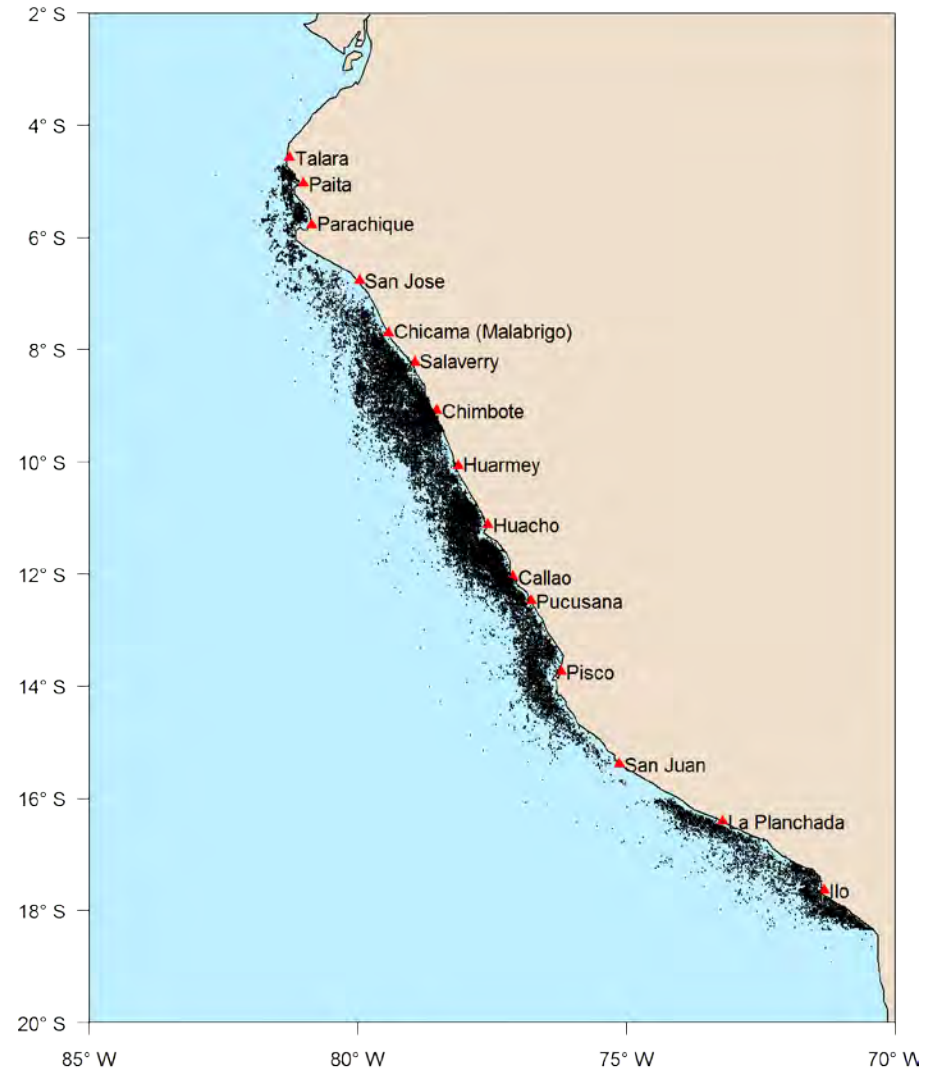 2° S
4° S
Talara
Paita
Parachique
6° S
San Jose
Chicama (Malabrigo)
8° S
Salaverry
Chimbote
10° S
Huarmey
Huacho
12° S
Callao
Pucusana
Pisco
14° S
San Juan
16° S
La Planchada
Ilo
18° S
20° S
85° W
80° W
75° W
70° W